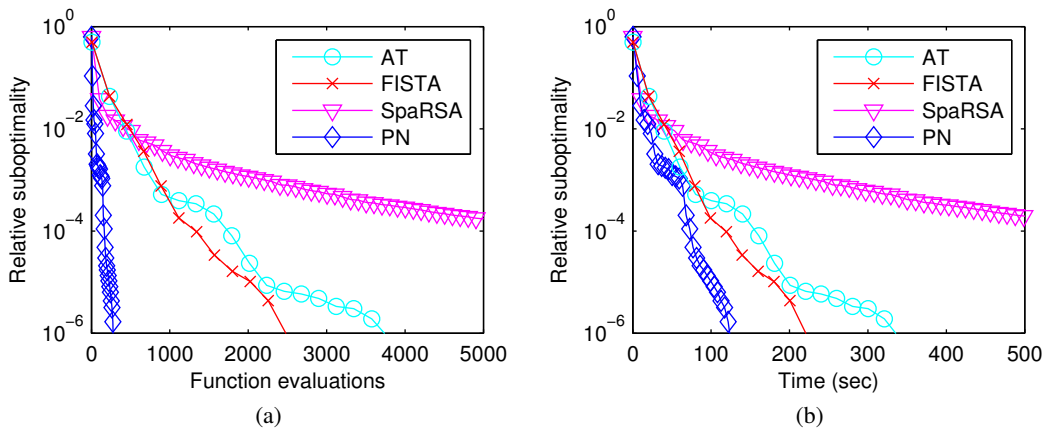 10^0
10^-2
10^-4
10^-6
Relative suboptimality
0 1000 2000 3000 4000 5000
Function evaluations
AT
FISTA
SpaRSA
PN
(a)
10^0
10^-2
10^-4
10^-6
Relative suboptimality
0 100 200 300 400 500
Time (sec)
AT
FISTA
SpaRSA
PN
(b)